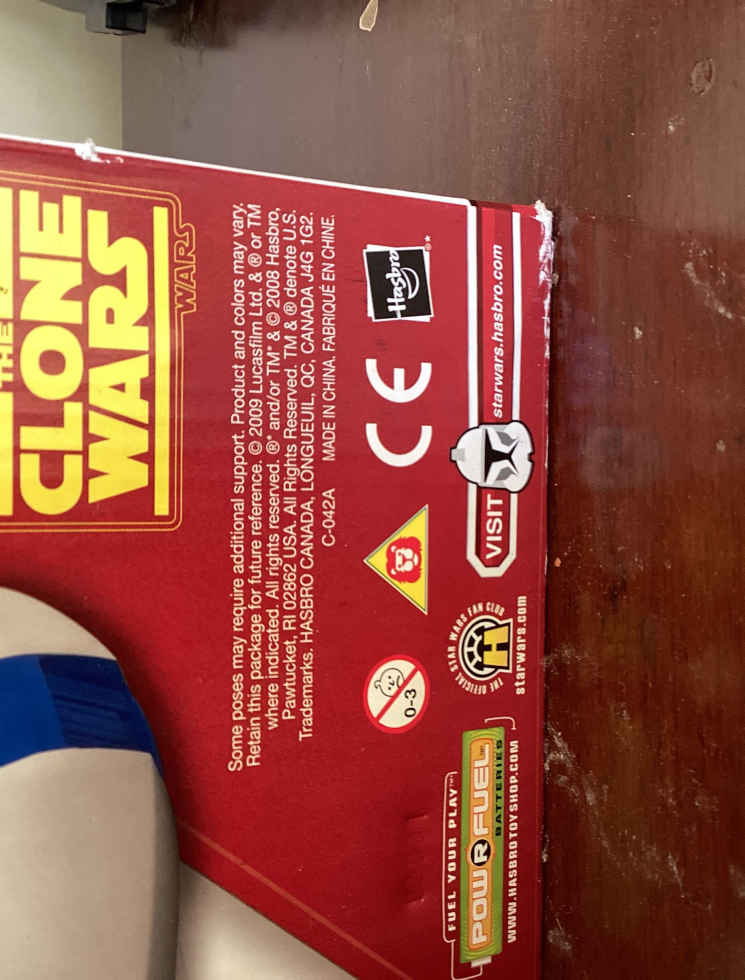 THE
CLONE
WARS
WARS
Some poses may require additional support. Product and colors may vary.
Retain this package for future reference. © 2009 Lucasfilm Ltd. & ® or TM
where indicated. All rights reserved. ®* and/or TM* & © 2008 Hasbro,
Pawtucket, RI 02862 USA. All Rights Reserved. TM & ® denote U.S.
Trademarks. HASBRO CANADA, LONGUEUIL, QC, CANADA J4G 1G2.
C-042A MADE IN CHINA. FABRIQUÉ EN CHINE.
0-3
CE
Hasbro ®*
FUEL YOUR PLAY™
POW R FUEL
BATTERIES
WWW.HASBROTOYSHOP.COM
THE OFFICIAL STAR WARS FAN CLUB
H
starwars.com
VISIT starwars.hasbro.com